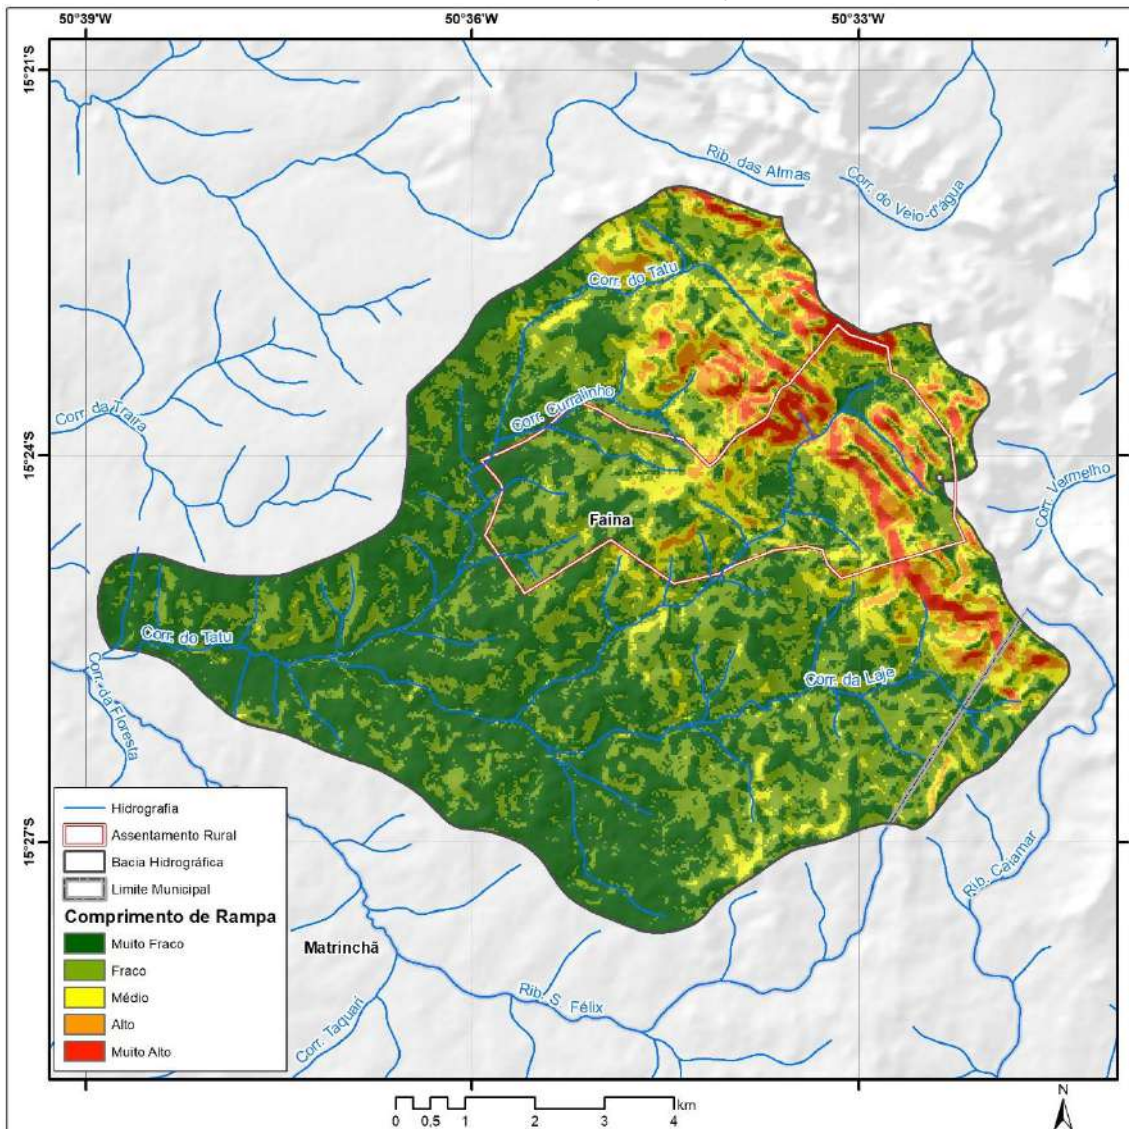 50°39'W
50°36'W
50°33'W
15°21'S
Rib. das Almas
Corr. do Veio-d'água
Corr. do Tatu
Corr. da Traíra
Corr. Curralinho
15°24'S
Corr. Vermelho
Faina
Corr. do Tatu
Corr. da Floresta
Corr. da Laje
15°27'S
Rib. Caiamar
Matrinchã
Rib. S. Félix
Corr. Taquari
Hidrografia
Assentamento Rural
Bacia Hidrográfica
Limite Municipal
Comprimento de Rampa
Muito Fraco
Fraco
Médio
Alto
Muito Alto
km
0 0,5 1 2 3 4
N